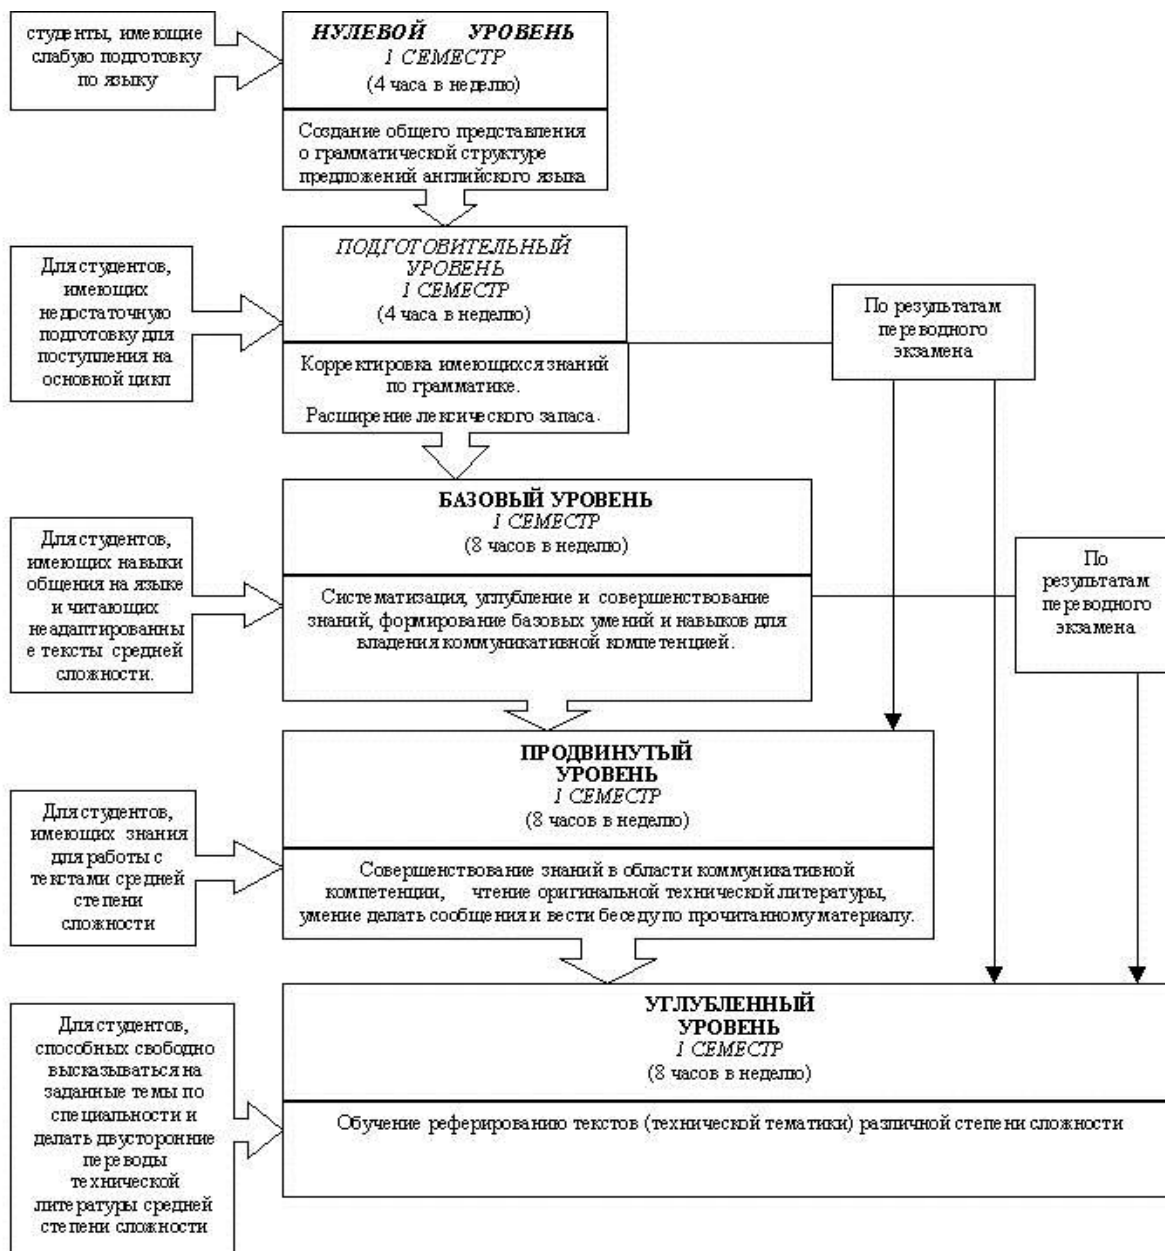 студенты, имеющие
слабую подготовку
по языку
НУЛЕВОЙ УРОВЕНЬ
1 СЕМЕСТР
(4 часа в неделю)
Создание общего представления
о грамматической структуре
предложений английского языка
Для студентов,
имеющих
недостаточную
подготовку для
поступления на
основной цикл
ПОДГОТОВИТЕЛЬНЫЙ
УРОВЕНЬ
1 СЕМЕСТР
(4 часа в неделю)
Корректировка имеющихся знаний
по грамматике.
Расширение лексического запаса.
По результатам
переводного
экзамена
Для студентов,
имеющих навыки
общения на языке
и читающих
неадаптированны
е тексты средней
сложности.
БАЗОВЫЙ УРОВЕНЬ
1 СЕМЕСТР
(8 часов в неделю)
Систематизация, углубление и совершенствование
знаний, формирование базовых умений и навыков для
владения коммуникативной компетенцией.
По
результатам
переводного
экзамена
Для студентов,
имеющих знания
для работы с
текстами средней
степени
сложности
ПРОДВИНУТЫЙ
УРОВЕНЬ
1 СЕМЕСТР
(8 часов в неделю)
Совершенствование знаний в области коммуникативной
компетенции, чтение оригинальной технической литературы,
умение делать сообщения и вести беседу по прочитанному материалу.
Для студентов,
способных свободно
высказываться на
заданные темы по
специальности и
делать двусторонние
переводы
технической
литературы средней
степени сложности
УГЛУБЛЕННЫЙ
УРОВЕНЬ
1 СЕМЕСТР
(8 часов в неделю)
Обучение реферированию текстов (технической тематики) различной степени сложности